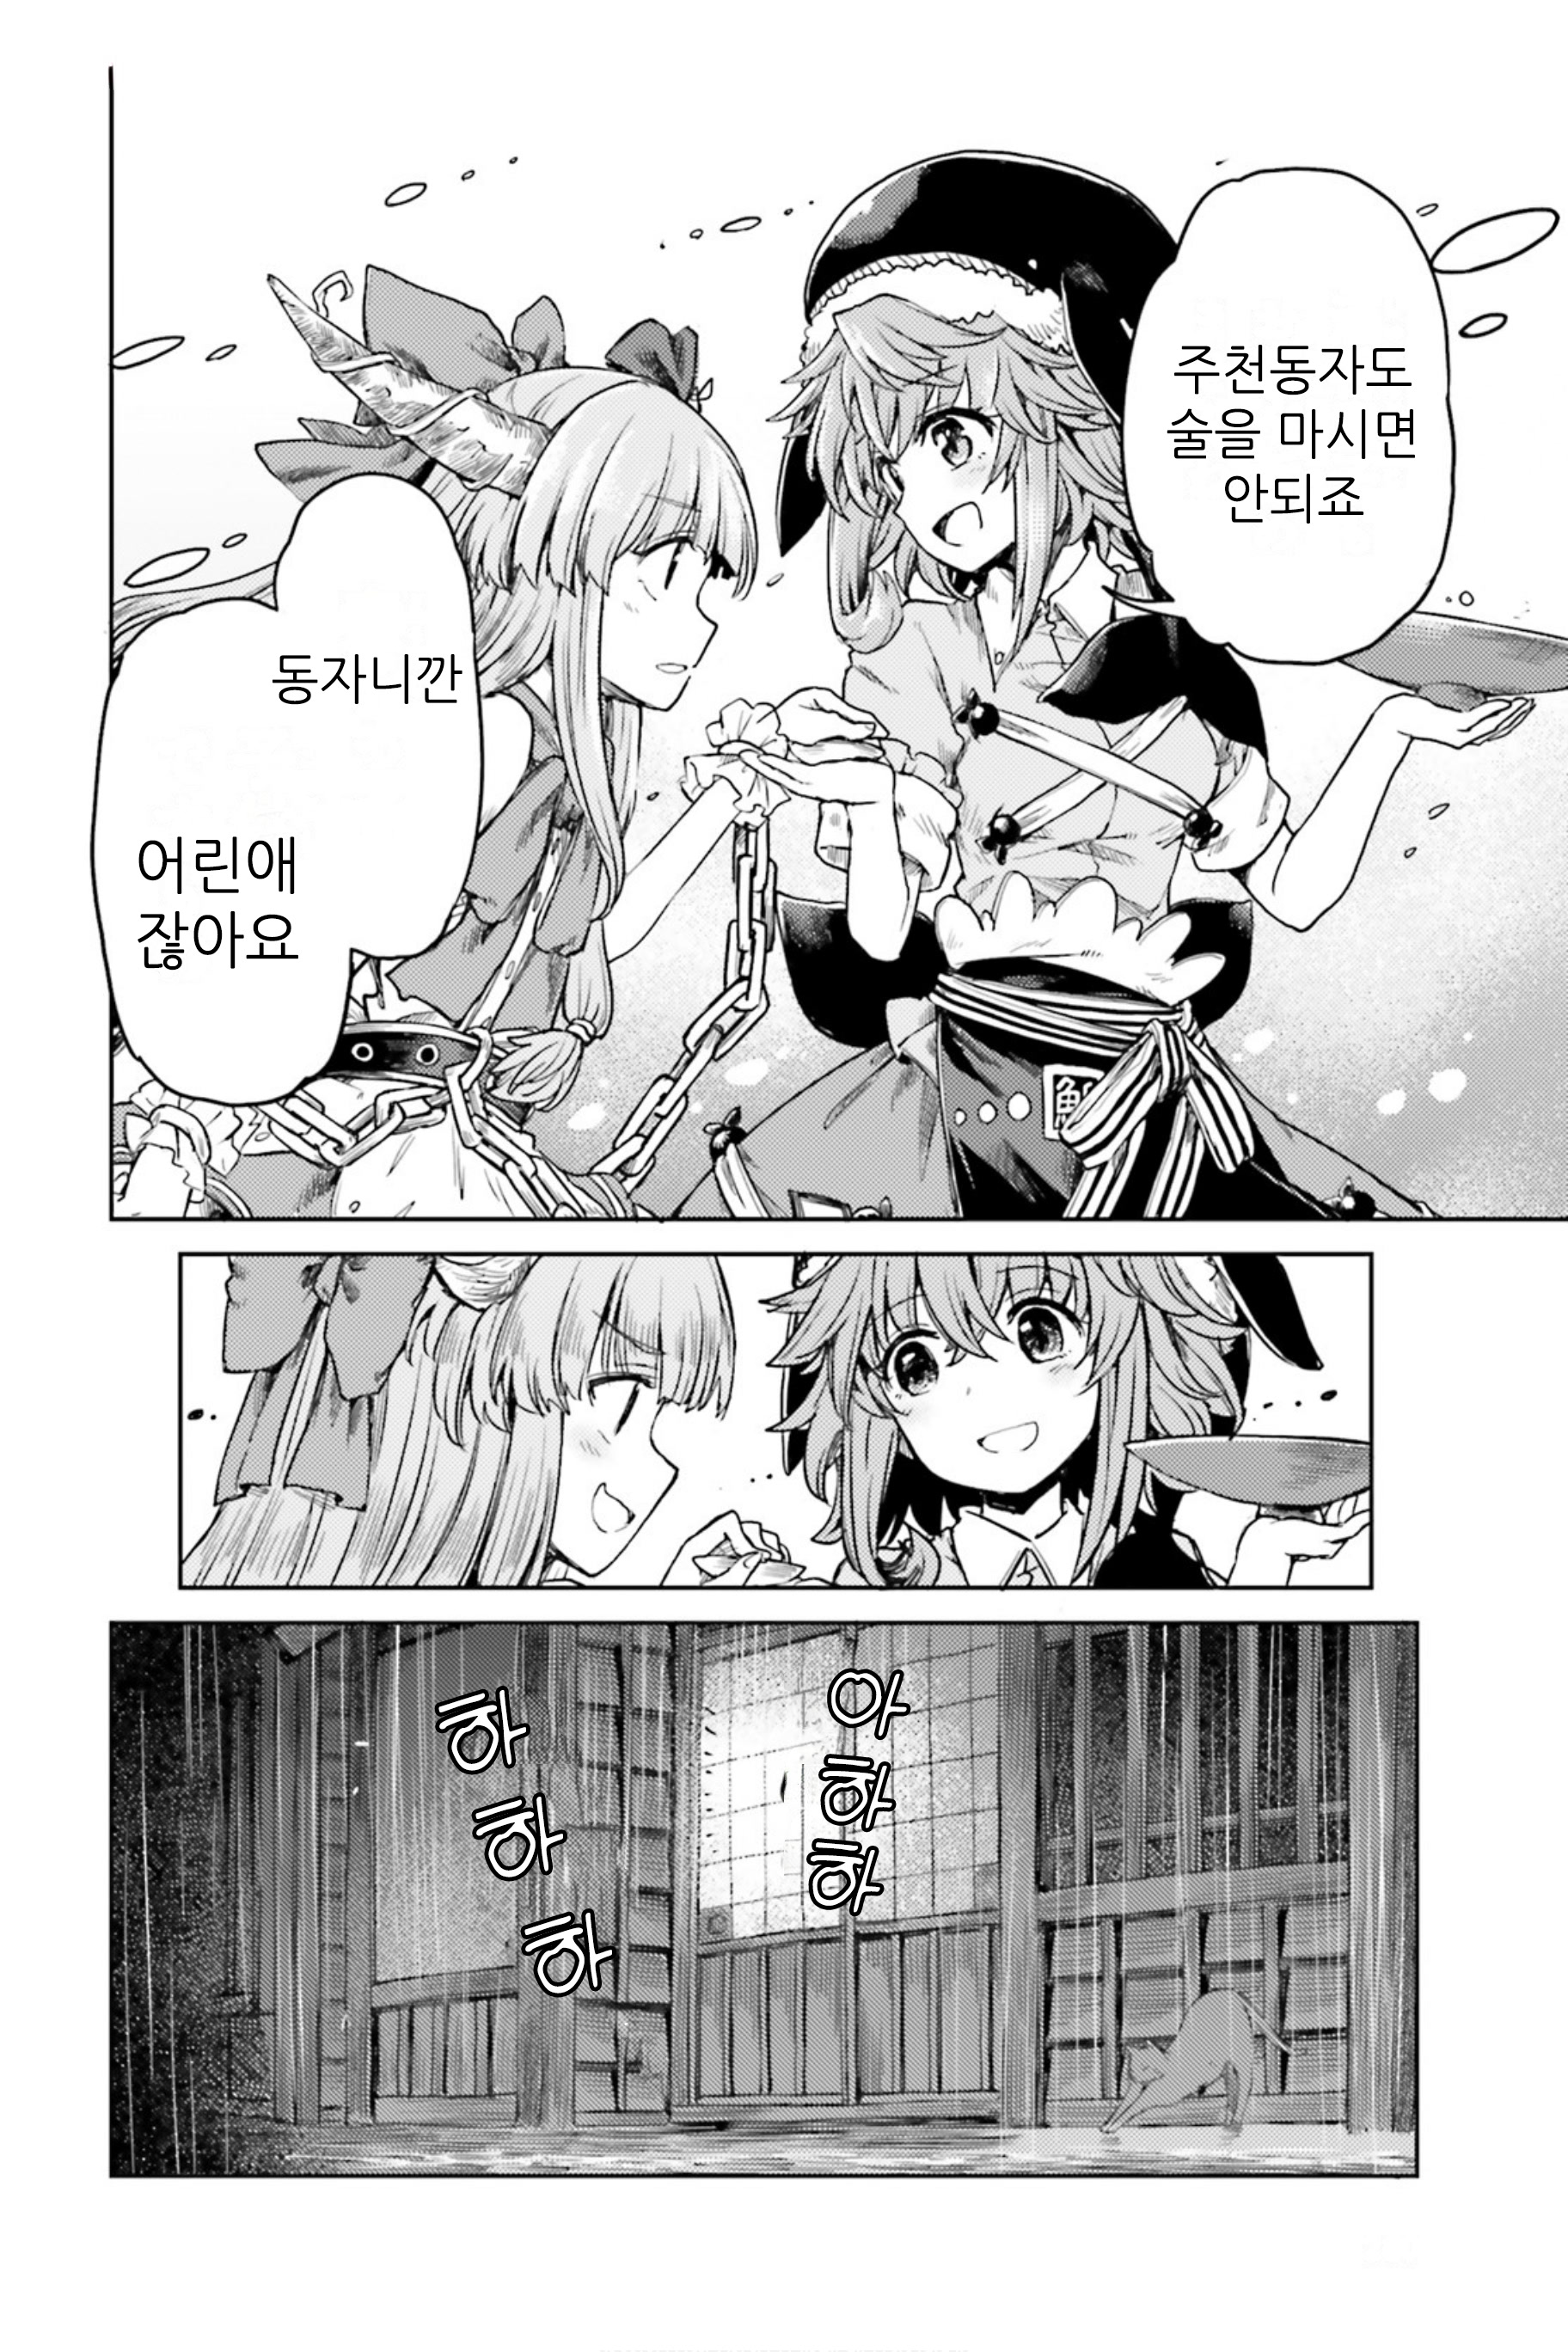 주천동자도
술을 마시면
안되죠
동자니깐
어린애
잖아요
아하하
하하하